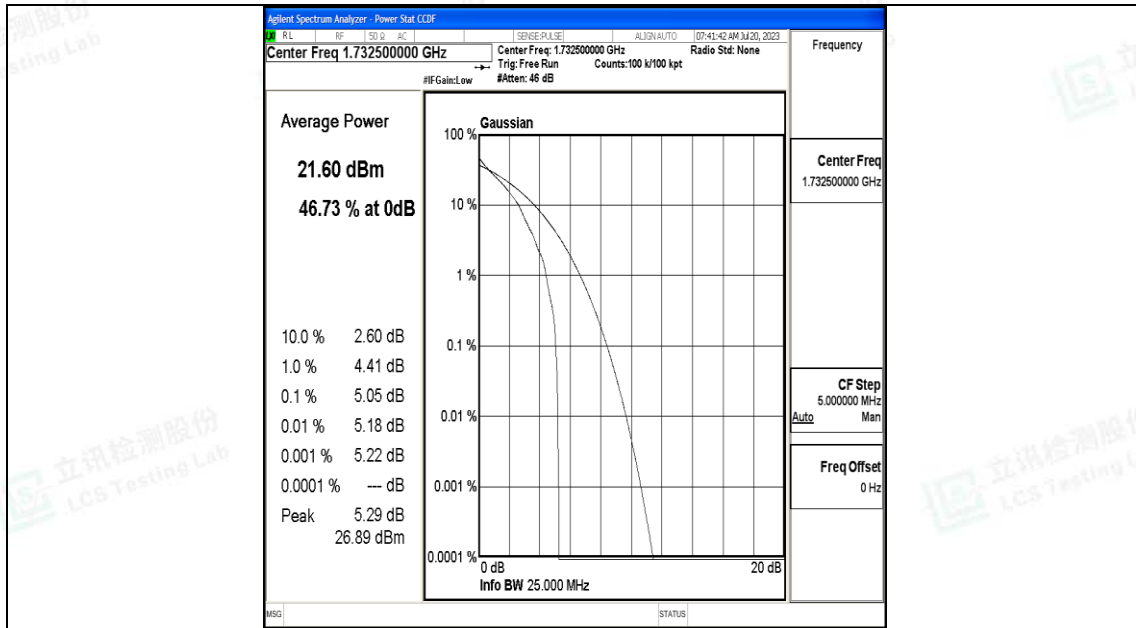 Agilent Spectrum Analyzer - Power Stat CCDF
RL RF 50 Ω AC SENSE:PULSE ALIGN AUTO 07:41:42 AM Jul 20, 2023
Center Freq 1.732500000 GHz
Center Freq: 1.732500000 GHz Radio Std: None
Trig: Free Run Counts:100 k/100 kpt
#IFGain:Low #Atten: 46 dB
Frequency
Average Power
21.60 dBm
46.73 % at 0dB
10.0 % 2.60 dB
1.0 % 4.41 dB
0.1 % 5.05 dB
0.01 % 5.18 dB
0.001 % 5.22 dB
0.0001 % --- dB
Peak 5.29 dB
26.89 dBm
Gaussian
100 %
10 %
1 %
0.1 %
0.01 %
0.001 %
0.0001 %
0 dB 20 dB
Info BW 25.000 MHz
Center Freq
1.732500000 GHz
CF Step
5.000000 MHz
Auto Man
Freq Offset
0 Hz
MSG STATUS
立讯检测股份
LCS Testing Lab
立讯检测股份